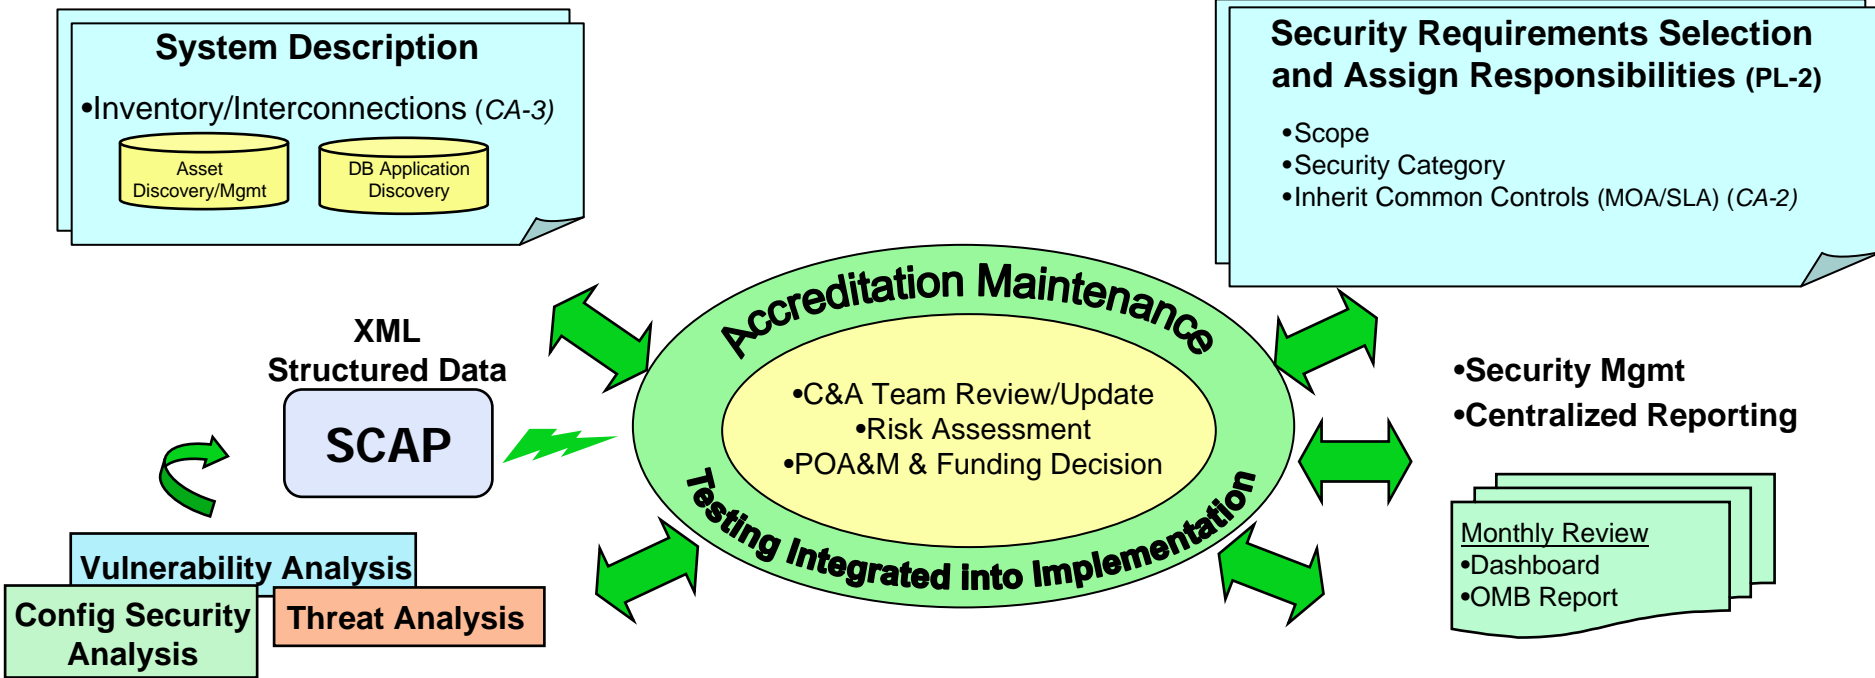 System Description
•Inventory/Interconnections (CA-3)
Asset
Discovery/Mgmt
DB Application
Discovery
Security Requirements Selection
and Assign Responsibilities (PL-2)
•Scope
•Security Category
•Inherit Common Controls (MOA/SLA) (CA-2)
Accreditation Maintenance
•C&A Team Review/Update
•Risk Assessment
•POA&M & Funding Decision
Testing Integrated into Implementation
XML
Structured Data
SCAP
Vulnerability Analysis
Config Security
Analysis
Threat Analysis
•Security Mgmt
•Centralized Reporting
Monthly Review
•Dashboard
•OMB Report